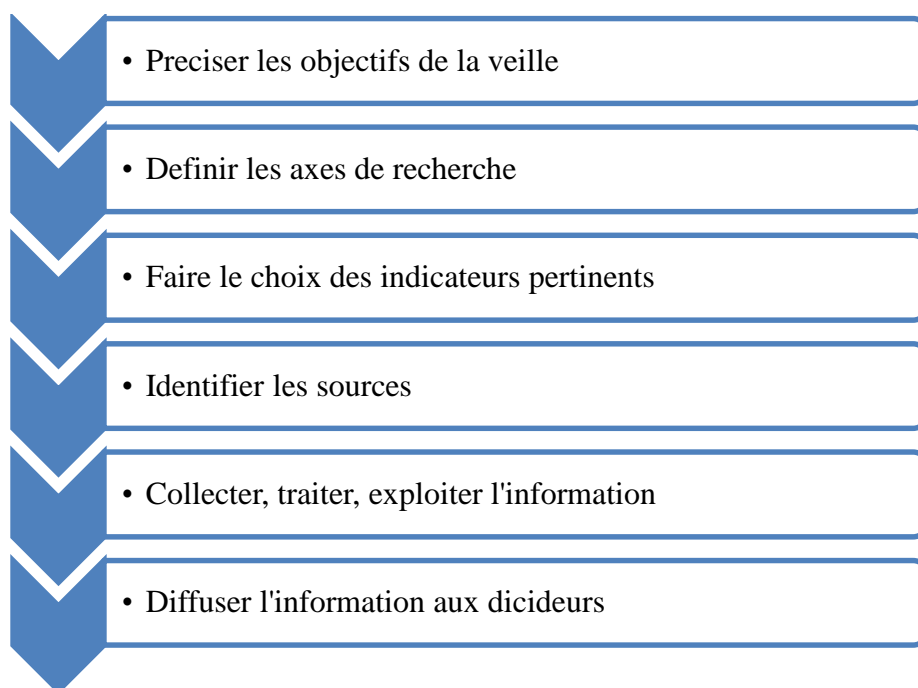 • Preciser les objectifs de la veille
• Definir les axes de recherche
• Faire le choix des indicateurs pertinents
• Identifier les sources
• Collecter, traiter, exploiter l'information
• Diffuser l'information aux dicideurs